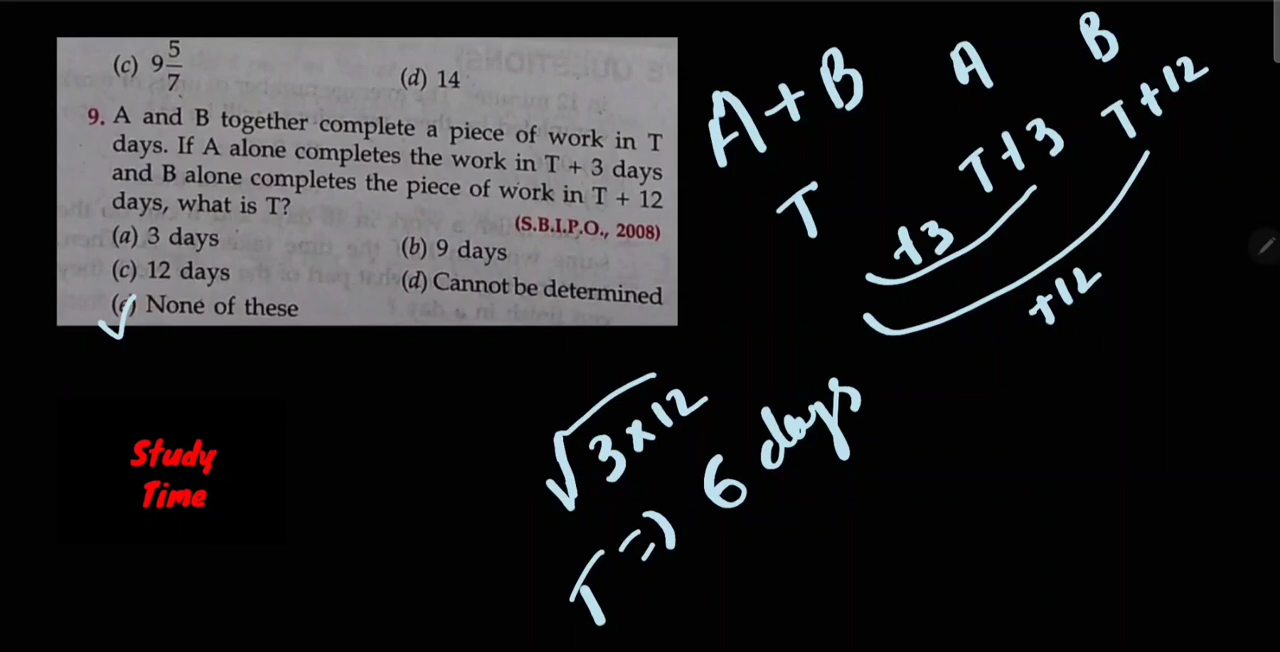 (c) 9 5/7
(d) 14
9. A and B together complete a piece of work in T
days. If A alone completes the work in T + 3 days
and B alone completes the piece of work in T + 12
days, what is T?
(S.B.I.P.O., 2008)
(a) 3 days
(b) 9 days
(c) 12 days
(d) Cannot be determined
(e) None of these
A+B A B
T T+3 T+12
+3
+12
√3×12
T => 6 days
Study
Time